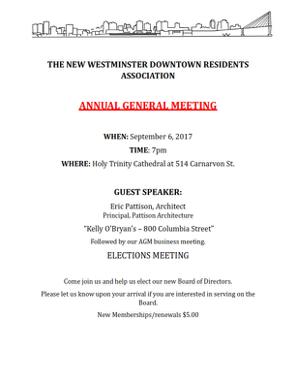 THE NEW WESTMINSTER DOWNTOWN RESIDENTS
ASSOCIATION
ANNUAL GENERAL MEETING
WHEN: September 6, 2017
TIME: 7pm
WHERE: Holy Trinity Cathedral at 514 Carnarvon St.
GUEST SPEAKER:
Eric Pattison, Architect
Principal, Pattison Architecture
"Kelly O'Bryan's – 800 Columbia Street"
Followed by our AGM business meeting.
ELECTIONS MEETING
Come join us and help us elect our new Board of Directors.
Please let us know upon your arrival if you are interested in serving on the
Board.
New Memberships/renewals $5.00